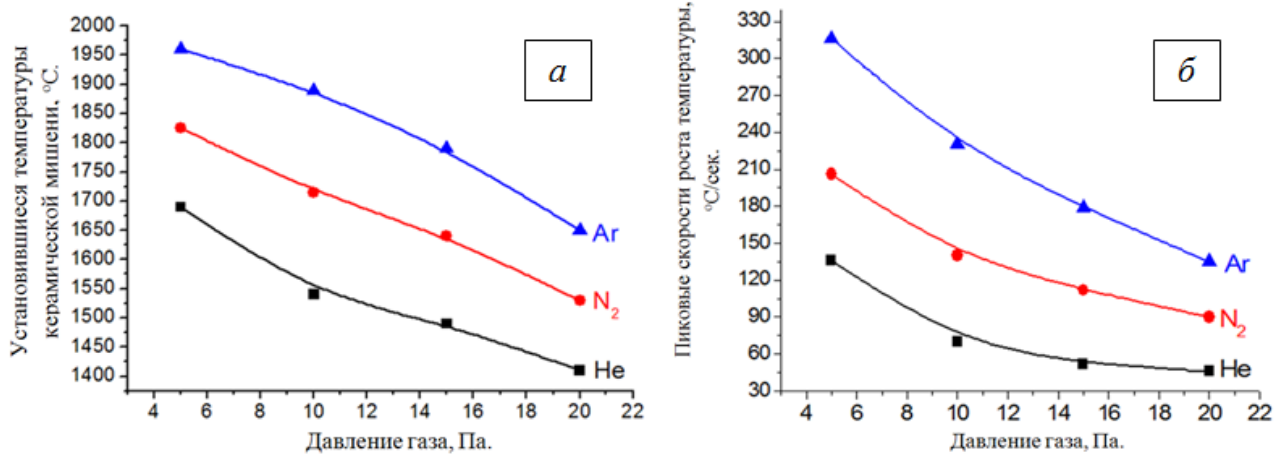 Установившиеся температуры
керамической мишени, °С.
2000
1950
1900
1850
1800
1750
1700
1650
1600
1550
1500
1450
1400
а
Ar
N2
He
4 6 8 10 12 14 16 18 20 22
Давление газа, Па.
Пиковые скорости роста температуры,
°С/сек.
330
300
270
240
210
180
150
120
90
60
30
б
Ar
N2
He
4 6 8 10 12 14 16 18 20 22
Давление газа, Па.